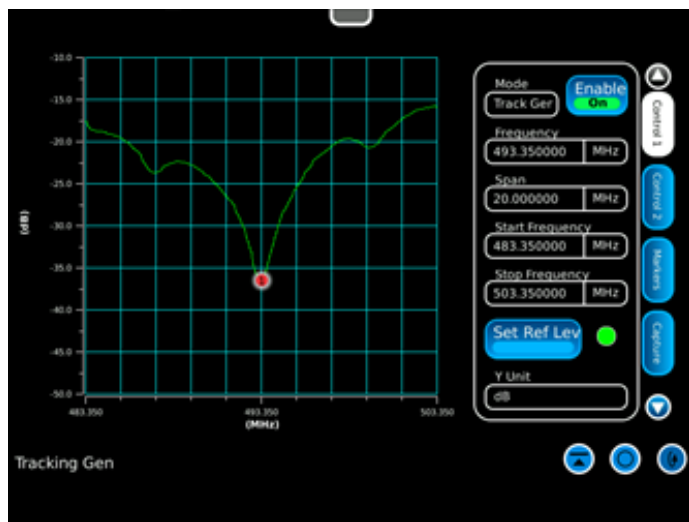 -10.0
-15.0
-20.0
-25.0
-30.0
-35.0
-40.0
-45.0
-50.0
(dB)
483.350
493.350
503.350
(MHz)
1
Mode
Track Ger
Enable
On
Frequency
493.350000 MHz
Span
20.000000 MHz
Start Frequency
483.350000 MHz
Stop Frequency
503.350000 MHz
Set Ref Lev
Y Unit
dB
Control 1
Control 2
Markers
Capture
Tracking Gen